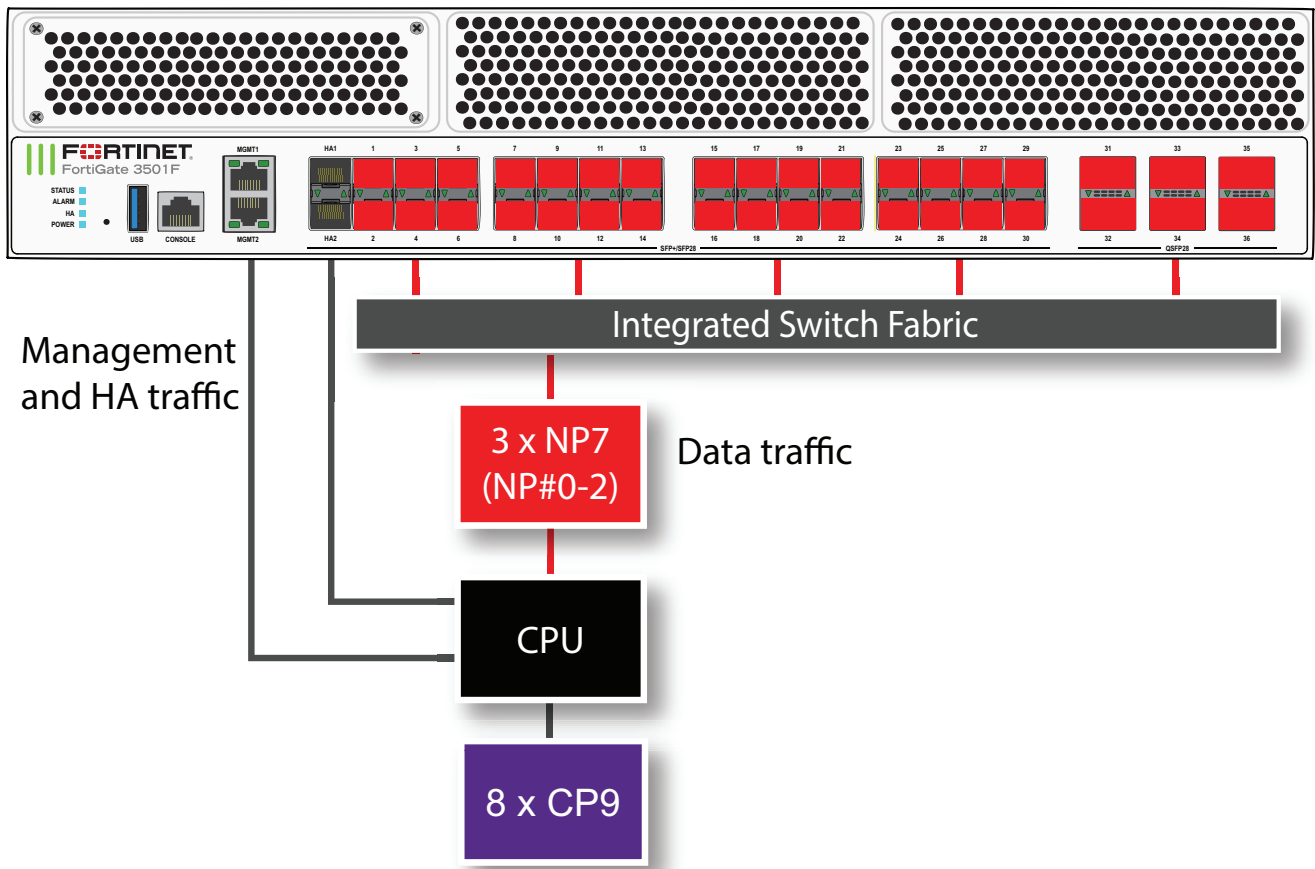 FORTINET
FortiGate 3501F
STATUS
ALARM
HA
POWER
USB
CONSOLE
MGMT1
MGMT2
HA1 1 3 5 7 9 11 13 15 17 19 21 23 25 27 29 31 33 35
HA2 2 4 6 8 10 12 14 16 18 20 22 24 26 28 30 32 34 36
SFP+/SFP28
QSFP28
Integrated Switch Fabric
Management
and HA traffic
3 x NP7
(NP#0-2)
Data traffic
CPU
8 x CP9